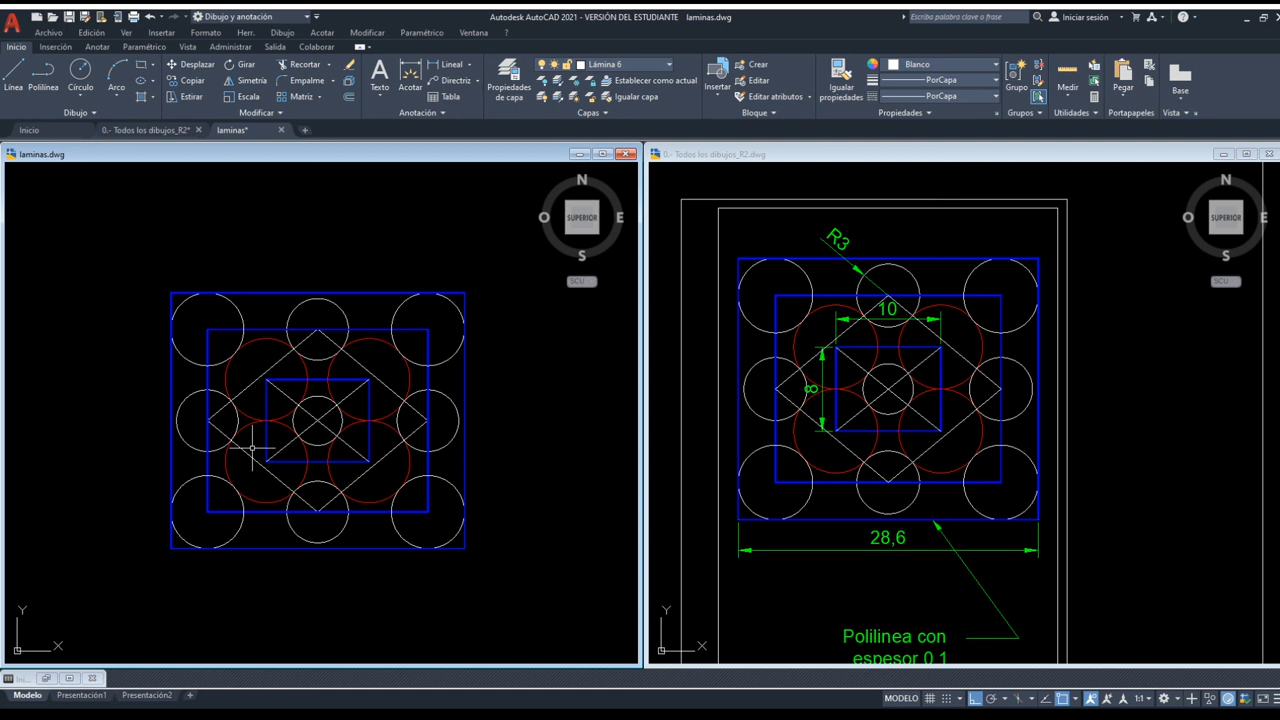 Dibujo y anotación
Autodesk AutoCAD 2021 - VERSIÓN DEL ESTUDIANTE laminas.dwg
Escriba palabra clave o frase
Iniciar sesión
Archivo Edición Ver Insertar Formato Herr. Dibujo Acotar Modificar Paramétrico Ventana ?
Inicio Inserción Anotar Paramétrico Vista Administrar Salida Colaborar
Desplazar Girar Recortar Lineal Lámina 6 Crear Blanco
Línea Polilínea Círculo Arco Copiar Simetría Empalme Texto Acotar Directriz Propiedades de capa Establecer como actual Insertar Editar Igualar propiedades PorCapa Grupo Medir Pegar Base
Estirar Escala Matriz Tabla Igualar capa Editar atributos PorCapa
Dibujo Modificar Anotación Capas Bloque Propiedades Grupos Utilidades Portapapeles Vista
Inicio 0.- Todos los dibujos_R2* laminas*
laminas.dwg
0.- Todos los dibujos_R2.dwg
N
O SUPERIOR E
S
SCU
N
O SUPERIOR E
S
SCU
R3
10
8
28,6
Polilinea con
espesor 0.1
Y
X
Y
X
Ini...
Modelo Presentación1 Presentación2 +
MODELO 1:1